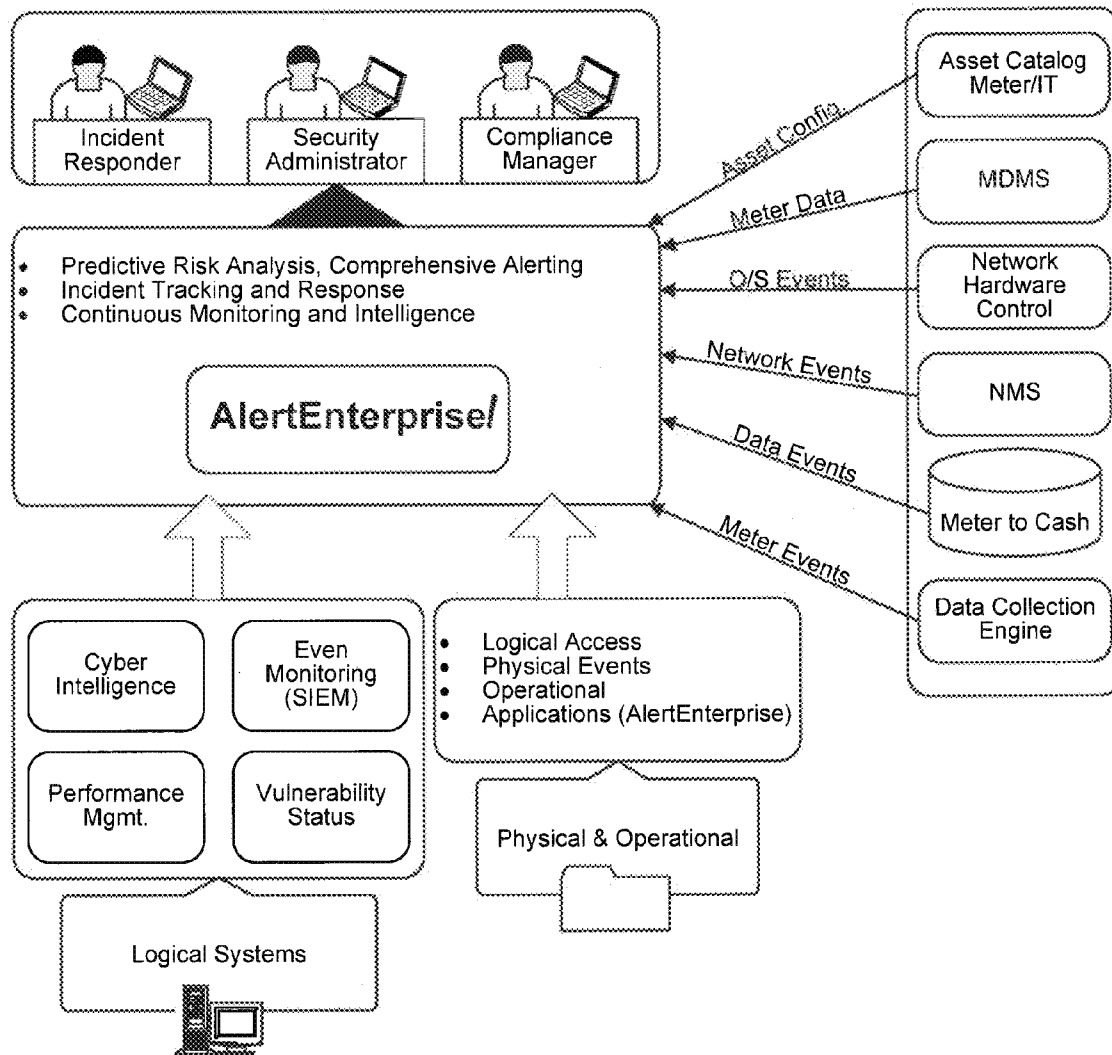 Incident
Responder
Security
Administrator
Compliance
Manager
• Predictive Risk Analysis, Comprehensive Alerting
• Incident Tracking and Response
• Continuous Monitoring and Intelligence
AlertEnterprise!
Asset Config.
Meter Data
O/S Events
Network Events
Data Events
Meter Events
Asset Catalog
Meter/IT
MDMS
Network
Hardware
Control
NMS
Meter to Cash
Data Collection
Engine
Cyber
Intelligence
Even
Monitoring
(SIEM)
Performance
Mgmt.
Vulnerability
Status
• Logical Access
• Physical Events
• Operational
• Applications (AlertEnterprise)
Physical & Operational
Logical Systems